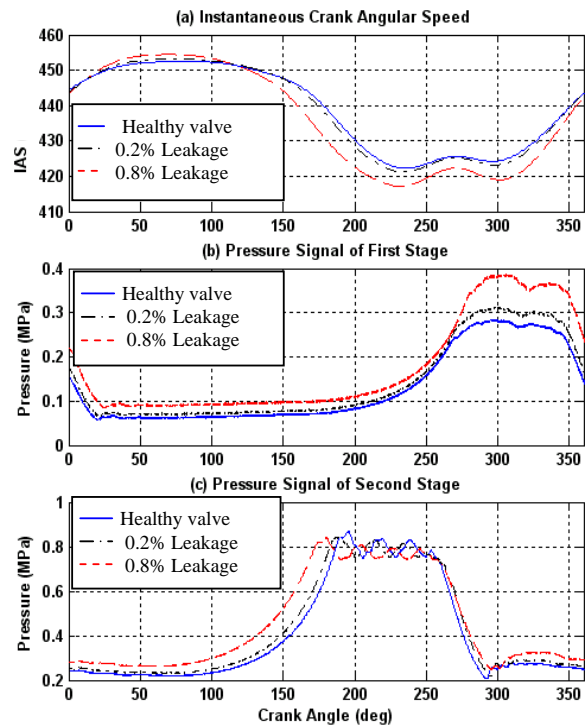 (a) Instantaneous Crank Angular Speed
460
450
440
430
420
410
IAS
Healthy valve
0.2% Leakage
0.8% Leakage
0 50 100 150 200 250 300 350
(b) Pressure Signal of First Stage
0.4
0.3
0.2
0.1
0
Pressure (MPa)
Healthy valve
0.2% Leakage
0.8% Leakage
0 50 100 150 200 250 300 350
(c) Pressure Signal of Second Stage
1
0.8
0.6
0.4
0.2
Pressure (MPa)
Healthy valve
0.2% Leakage
0.8% Leakage
0 50 100 150 200 250 300 350
Crank Angle (deg)